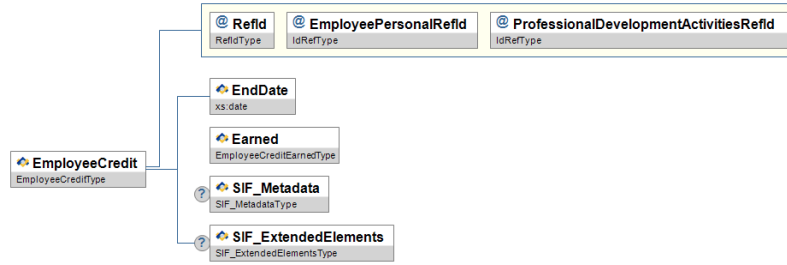 @ RefId
RefIdType
@ EmployeePersonalRefId
IdRefType
@ ProfessionalDevelopmentActivitiesRefId
IdRefType
EndDate
xs:date
Earned
EmployeeCreditEarnedType
EmployeeCredit
EmployeeCreditType
? SIF_Metadata
SIF_MetadataType
? SIF_ExtendedElements
SIF_ExtendedElementsType